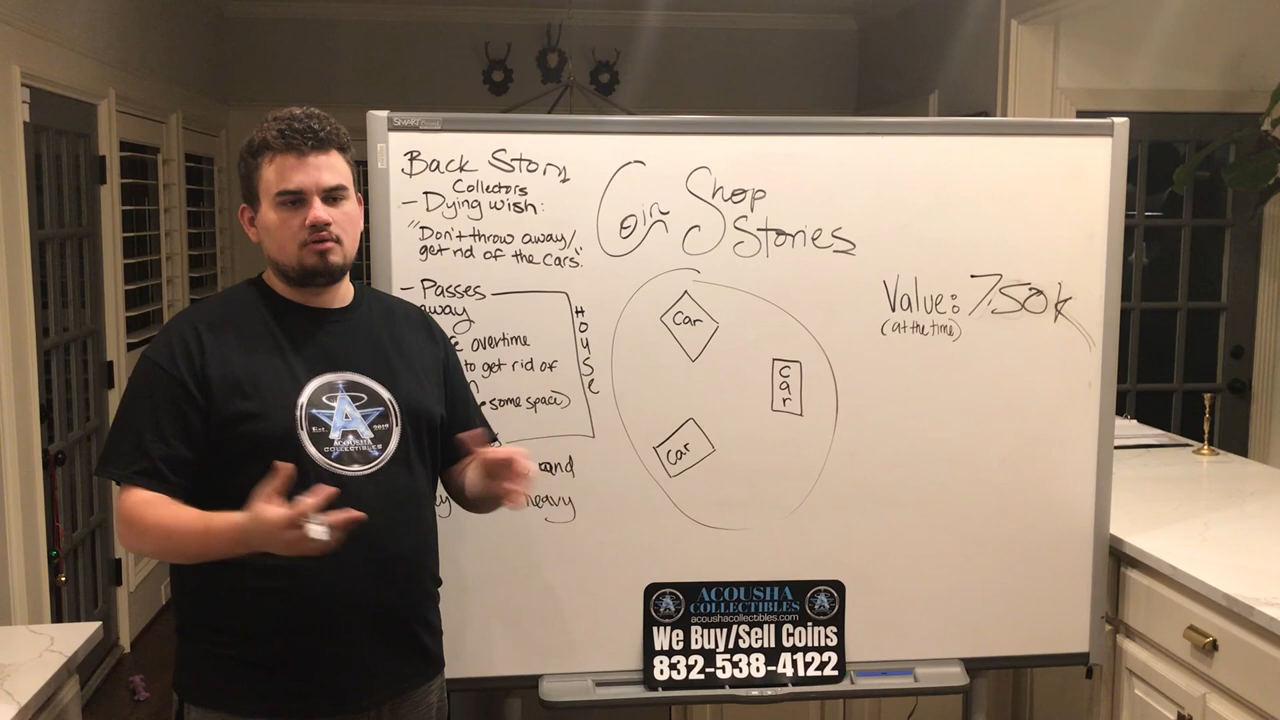 SMART Board
Back Story
Collectors
- Dying wish:
"Don't throw away/
get rid of the cars."
- Passes
away
overtime
to get rid of
some space)
HOUSE
and
heavy
Coin Shop
Stories
Car
Car
Car
Value: 750k
(at the time)
A
Est. 2019
ACOUSHA
COLLECTIBLES
ACOUSHA
COLLECTIBLES
acoushacollectibles.com
We Buy/Sell Coins
832-538-4122